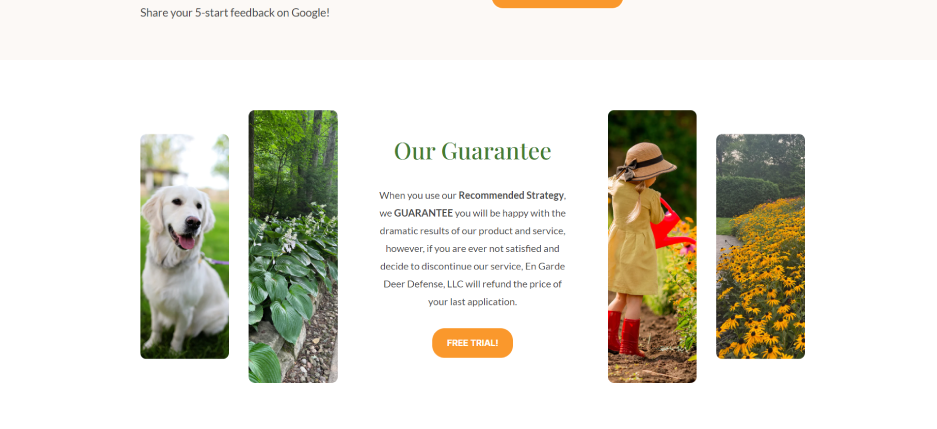 Share your 5-start feedback on Google!
Our Guarantee
When you use our Recommended Strategy,
we GUARANTEE you will be happy with the
dramatic results of our product and service,
however, if you are ever not satisfied and
decide to discontinue our service, En Garde
Deer Defense, LLC will refund the price of
your last application.
FREE TRIAL!